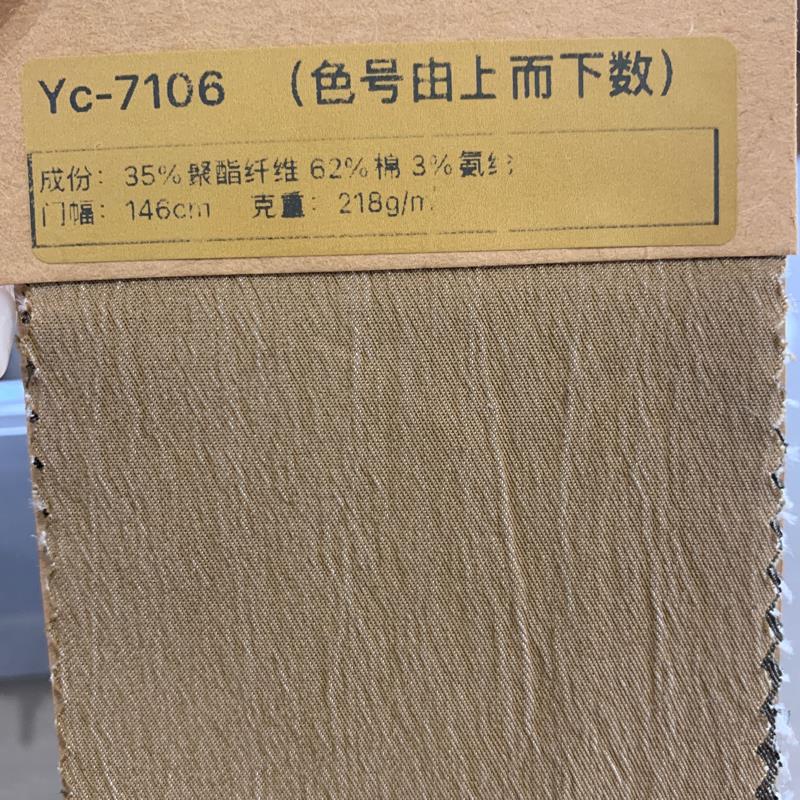 Yc-7106 （色号由上而下数）
成份：35%聚酯纤维 62%棉 3%氨
门幅：146cm 克重：218g/m